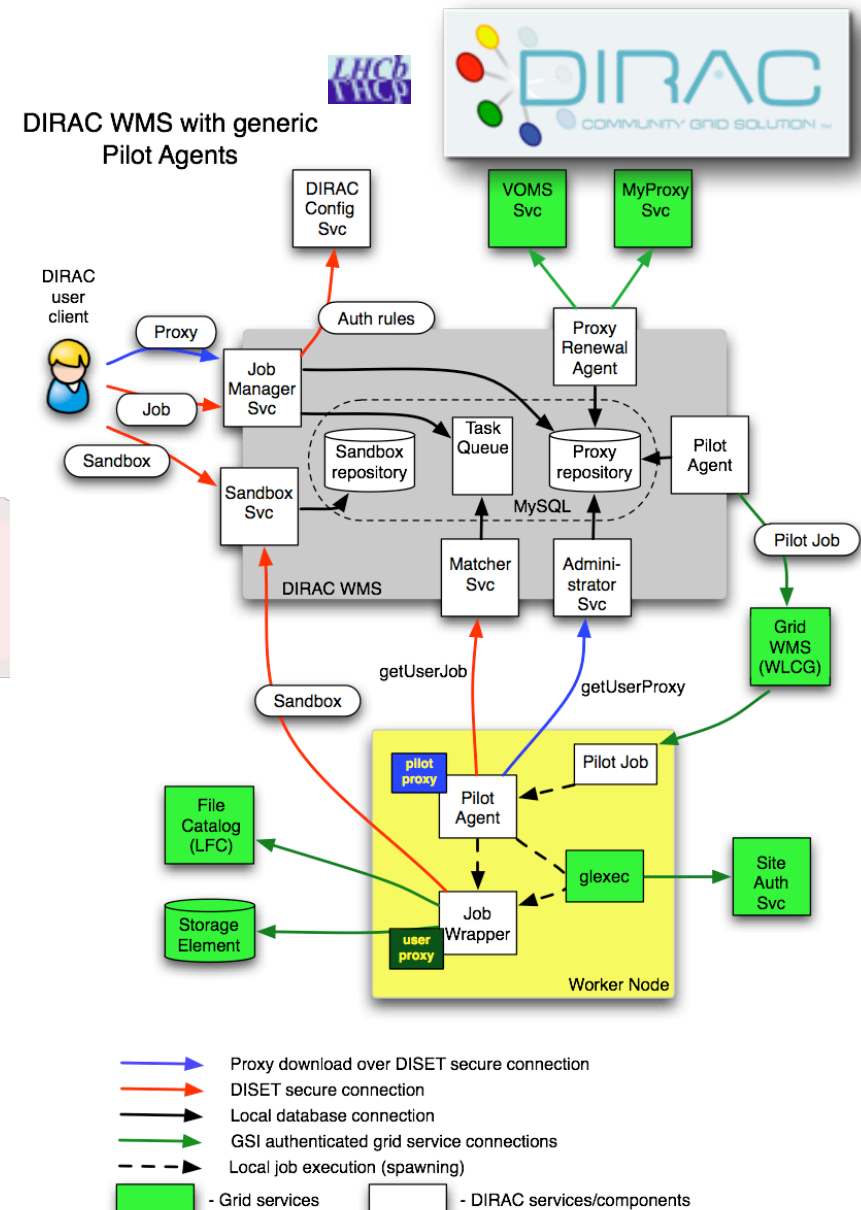 LHCb
DIRAC
COMMUNITY GRID SOLUTION
DIRAC WMS with generic
Pilot Agents
DIRAC
Config
Svc
VOMS
Svc
MyProxy
Svc
DIRAC
user
client
Proxy
Auth rules
Job
Manager
Svc
Proxy
Renewal
Agent
Job
Sandbox
Sandbox
repository
Task
Queue
Proxy
repository
Pilot
Agent
Sandbox
Svc
MySQL
Pilot Job
DIRAC WMS
Matcher
Svc
Admini-
strator
Svc
Grid
WMS
(WLCG)
getUserJob
getUserProxy
Sandbox
pilot
proxy
Pilot
Agent
Pilot Job
File
Catalog
(LFC)
glexec
Site
Auth
Svc
Storage
Element
Job
Wrapper
user
proxy
Worker Node
Proxy download over DISET secure connection
DISET secure connection
Local database connection
GSI authenticated grid service connections
Local job execution (spawning)
- Grid services
- DIRAC services/components